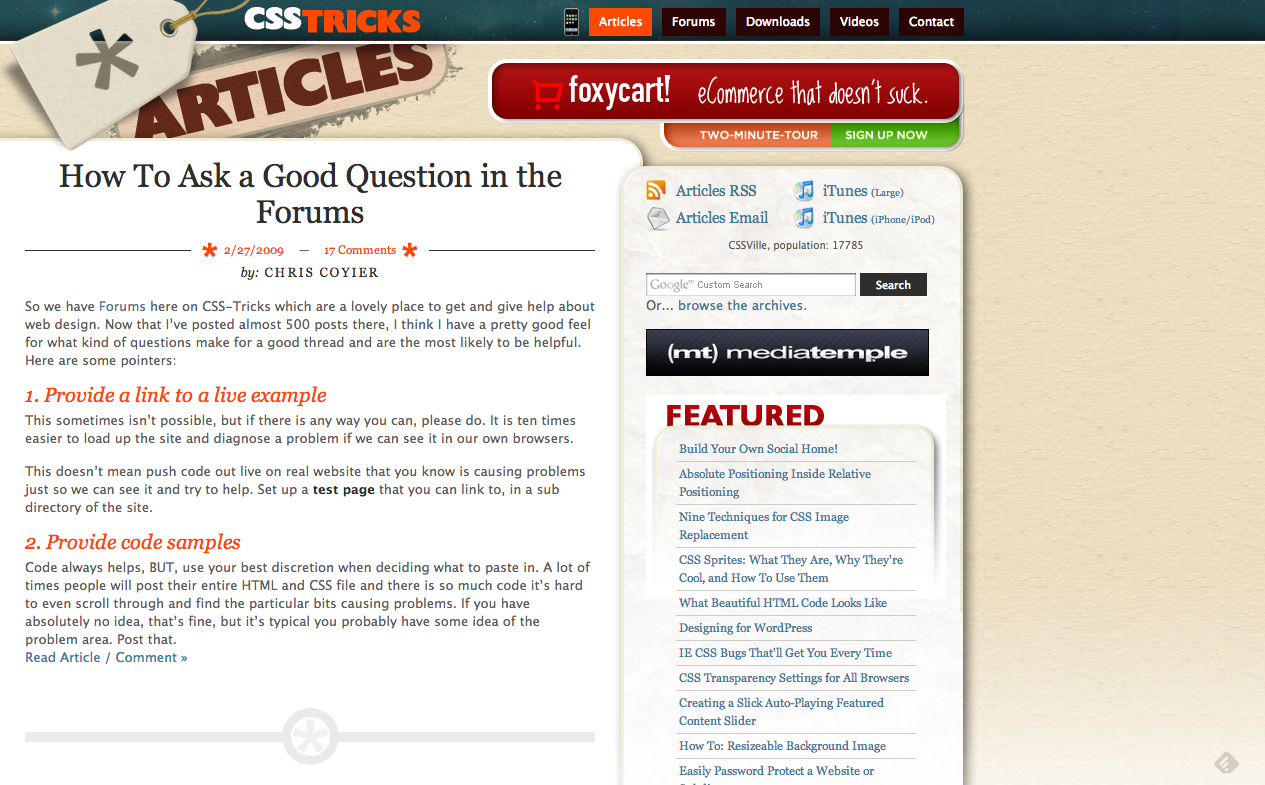 CSSTRICKS
Articles
Forums
Downloads
Videos
Contact
ARTICLES
foxycart! eCommerce that doesn't suck.
TWO-MINUTE-TOUR SIGN UP NOW
How To Ask a Good Question in the
Forums
2/27/2009 — 17 Comments
by: CHRIS COYIER
So we have Forums here on CSS-Tricks which are a lovely place to get and give help about
web design. Now that I've posted almost 500 posts there, I think I have a pretty good feel
for what kind of questions make for a good thread and are the most likely to be helpful.
Here are some pointers:
1. Provide a link to a live example
This sometimes isn't possible, but if there is any way you can, please do. It is ten times
easier to load up the site and diagnose a problem if we can see it in our own browsers.
This doesn't mean push code out live on real website that you know is causing problems
just so we can see it and try to help. Set up a test page that you can link to, in a sub
directory of the site.
2. Provide code samples
Code always helps, BUT, use your best discretion when deciding what to paste in. A lot of
times people will post their entire HTML and CSS file and there is so much code it's hard
to even scroll through and find the particular bits causing problems. If you have
absolutely no idea, that's fine, but it's typical you probably have some idea of the
problem area. Post that.
Read Article / Comment »
Articles RSS
iTunes (Large)
Articles Email
iTunes (iPhone/iPod)
CSSVille, population: 17785
Google™ Custom Search
Search
Or... browse the archives.
(mt) mediatemple
FEATURED
Build Your Own Social Home!
Absolute Positioning Inside Relative
Positioning
Nine Techniques for CSS Image
Replacement
CSS Sprites: What They Are, Why They're
Cool, and How To Use Them
What Beautiful HTML Code Looks Like
Designing for WordPress
IE CSS Bugs That'll Get You Every Time
CSS Transparency Settings for All Browsers
Creating a Slick Auto-Playing Featured
Content Slider
How To: Resizeable Background Image
Easily Password Protect a Website or